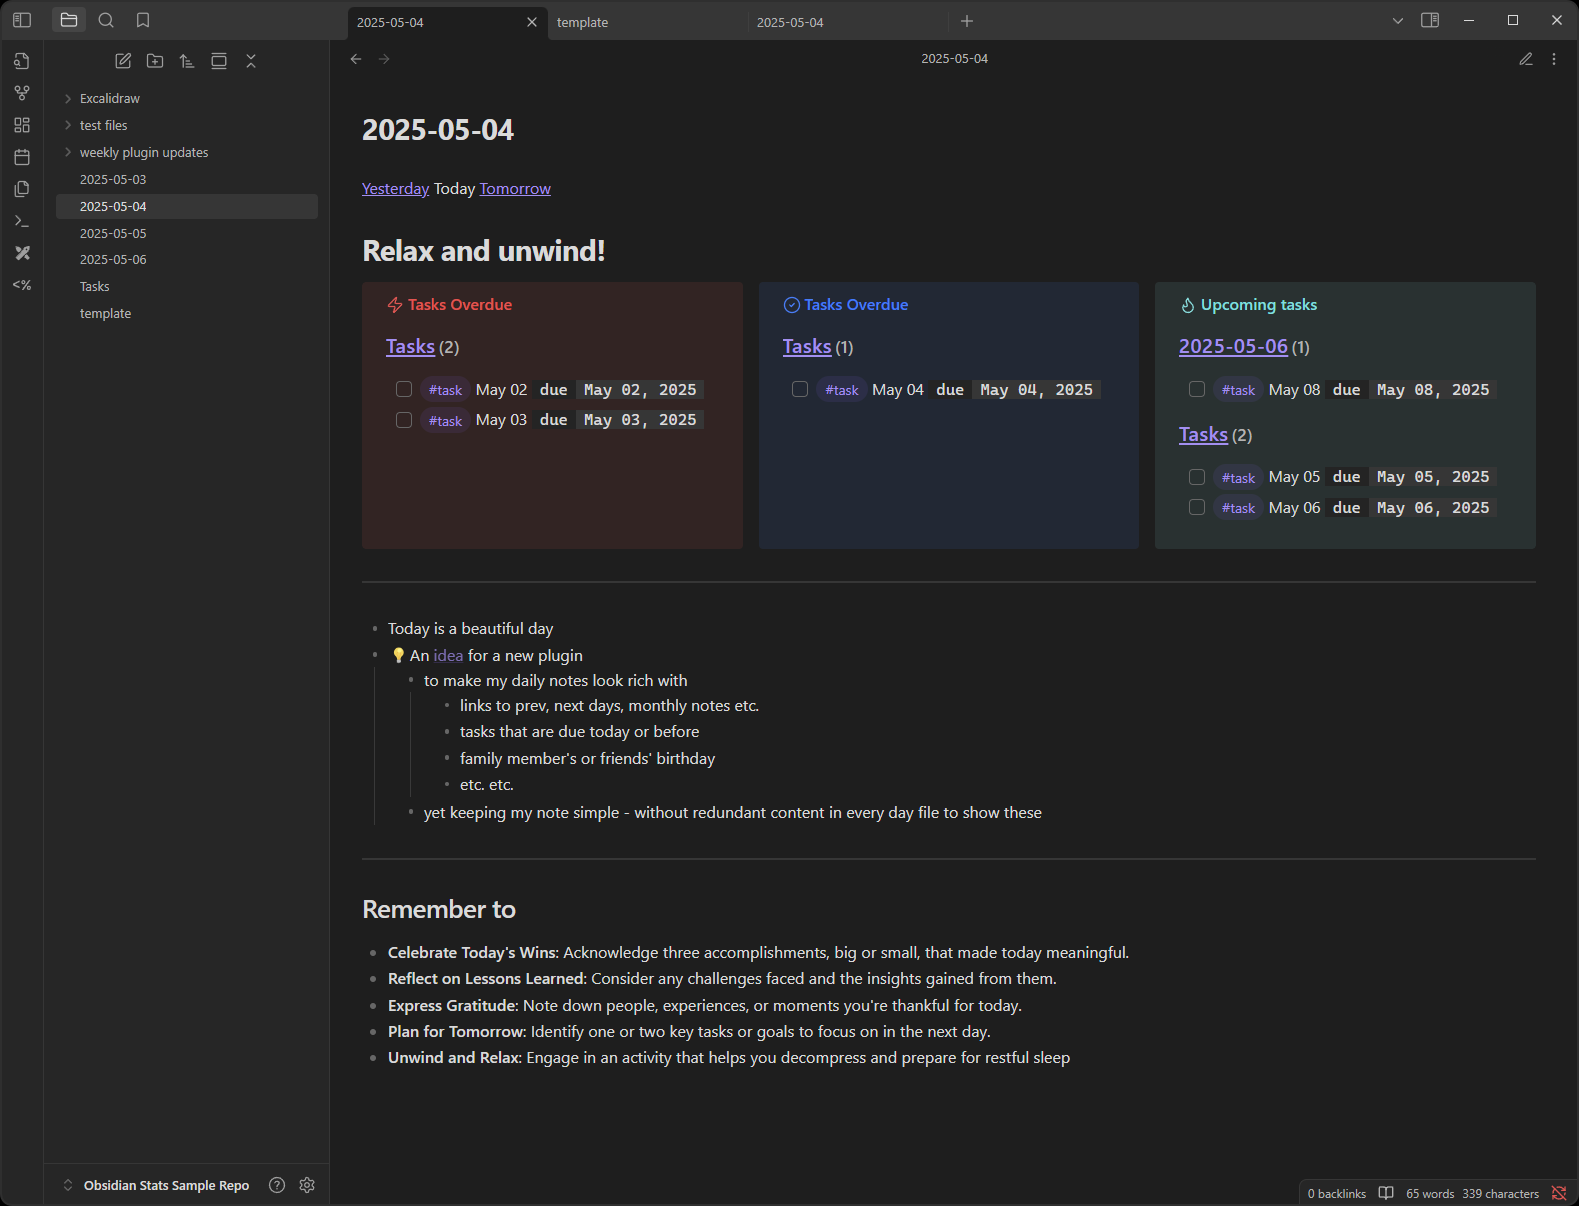 2025-05-04
template
2025-05-04
2025-05-04
Excalidraw
test files
weekly plugin updates
2025-05-03
2025-05-04
2025-05-05
2025-05-06
Tasks
template
<%
Obsidian Stats Sample Repo
2025-05-04
Yesterday Today Tomorrow
Relax and unwind!
Tasks Overdue
Tasks (2)
#task May 02 due May 02, 2025
#task May 03 due May 03, 2025
Tasks Overdue
Tasks (1)
#task May 04 due May 04, 2025
Upcoming tasks
2025-05-06 (1)
#task May 08 due May 08, 2025
Tasks (2)
#task May 05 due May 05, 2025
#task May 06 due May 06, 2025
Today is a beautiful day
💡 An idea for a new plugin
to make my daily notes look rich with
links to prev, next days, monthly notes etc.
tasks that are due today or before
family member's or friends' birthday
etc. etc.
yet keeping my note simple - without redundant content in every day file to show these
Remember to
Celebrate Today's Wins: Acknowledge three accomplishments, big or small, that made today meaningful.
Reflect on Lessons Learned: Consider any challenges faced and the insights gained from them.
Express Gratitude: Note down people, experiences, or moments you're thankful for today.
Plan for Tomorrow: Identify one or two key tasks or goals to focus on in the next day.
Unwind and Relax: Engage in an activity that helps you decompress and prepare for restful sleep
0 backlinks 65 words 339 characters